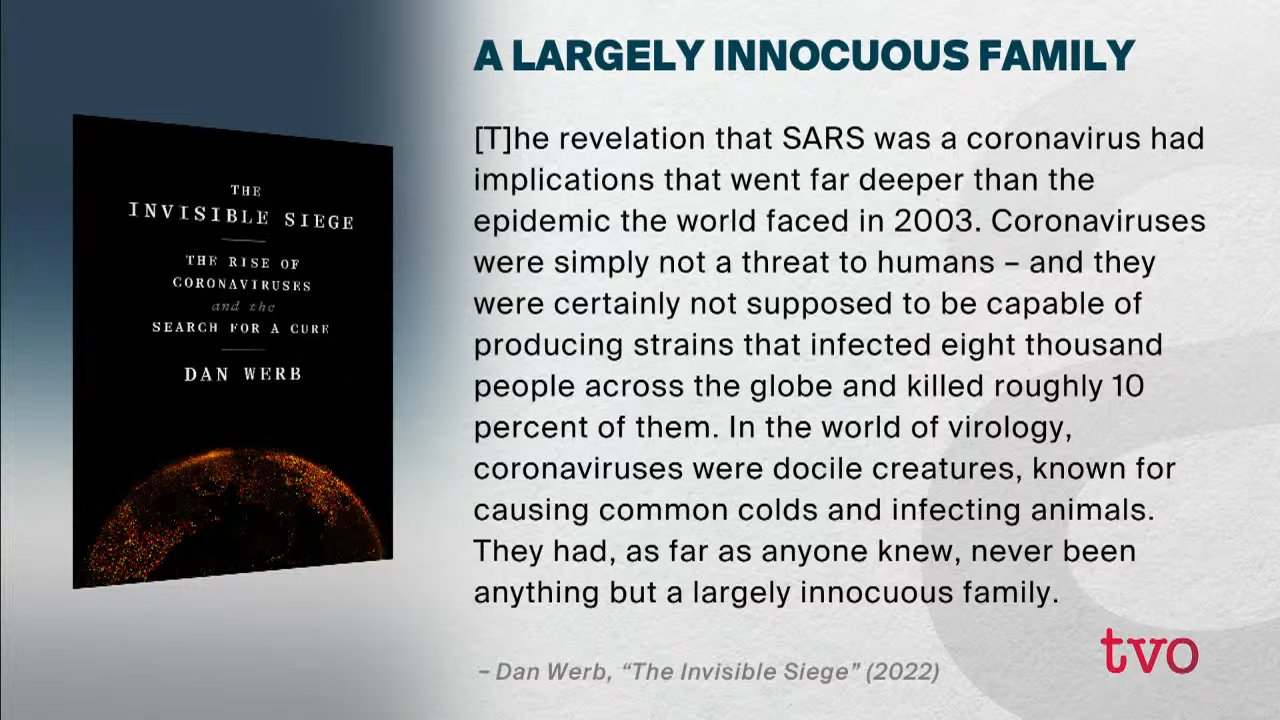 A LARGELY INNOCUOUS FAMILY
THE
INVISIBLE SIEGE
THE RISE OF
CORONAVIRUSES
and the
SEARCH FOR A CURE
DAN WERB
[T]he revelation that SARS was a coronavirus had
implications that went far deeper than the
epidemic the world faced in 2003. Coronaviruses
were simply not a threat to humans – and they
were certainly not supposed to be capable of
producing strains that infected eight thousand
people across the globe and killed roughly 10
percent of them. In the world of virology,
coronaviruses were docile creatures, known for
causing common colds and infecting animals.
They had, as far as anyone knew, never been
anything but a largely innocuous family.
– Dan Werb, “The Invisible Siege” (2022)
tvo